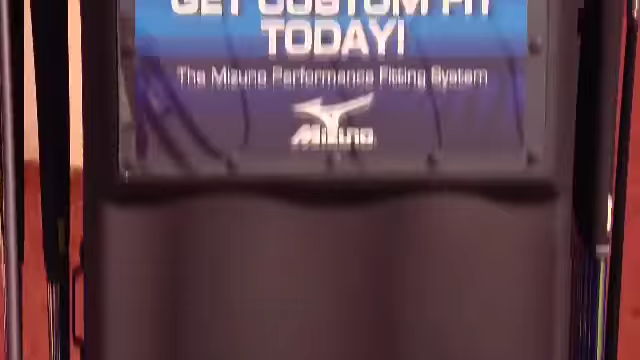 GET CUSTOM FIT
TODAY!
The Mizuno Performance Fitting System
Mizuno